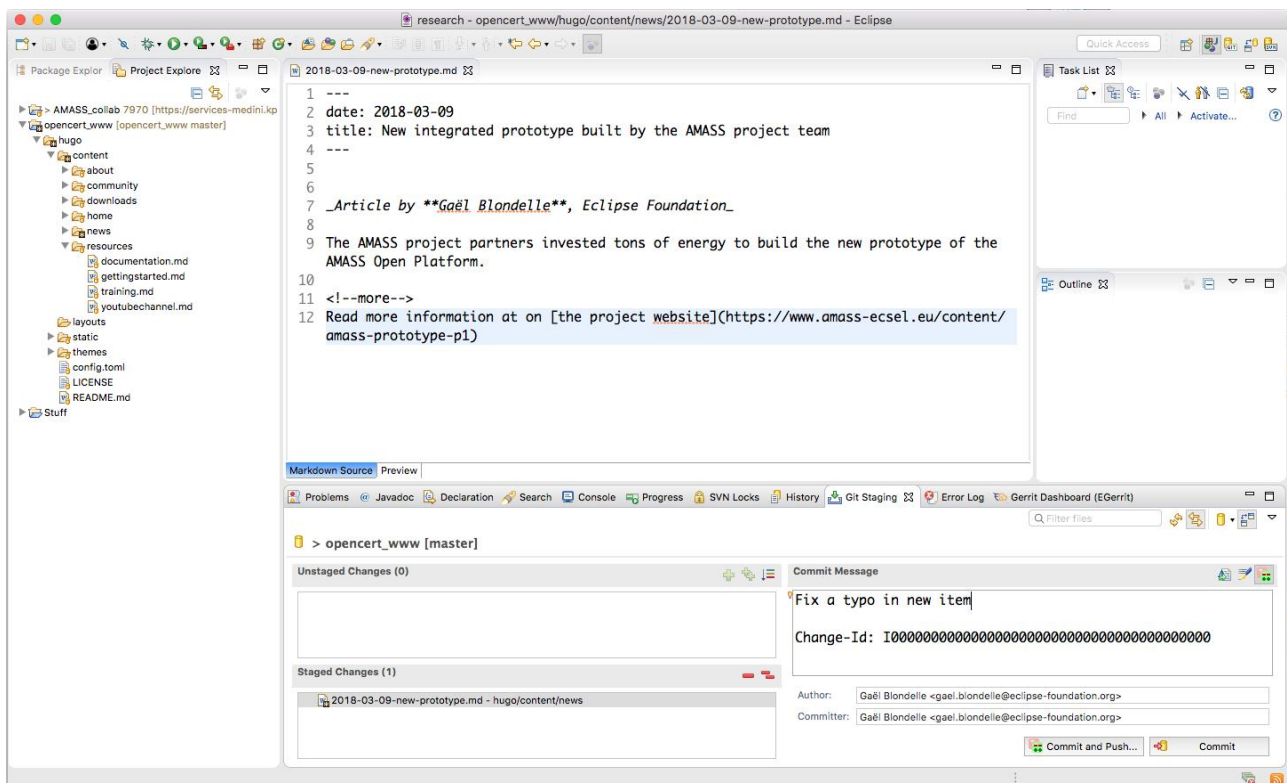 research - opencert_www/hugo/content/news/2018-03-09-new-prototype.md - Eclipse
Quick Access
Package Explor
Project Explore
> AMASS_collab 7970 [https://services-medini.kp
opencert_www [opencert_www master]
hugo
content
about
community
downloads
home
news
resources
documentation.md
gettingstarted.md
training.md
youtubechannel.md
layouts
static
themes
config.toml
LICENSE
README.md
Stuff
2018-03-09-new-prototype.md
1 ---
2 date: 2018-03-09
3 title: New integrated prototype built by the AMASS project team
4 ---
5
6
7 _Article by **Gaël Blondelle**, Eclipse Foundation_
8
9 The AMASS project partners invested tons of energy to build the new prototype of the
AMASS Open Platform.
10
11 <!--more-->
12 Read more information at on [the project website](https://www.amass-ecsel.eu/content/
amass-prototype-p1)
Markdown Source Preview
Task List
Find All Activate...
Outline
Problems Javadoc Declaration Search Console Progress SVN Locks History Git Staging Error Log Gerrit Dashboard (EGerrit)
Filter files
> opencert_www [master]
Unstaged Changes (0)
Staged Changes (1)
2018-03-09-new-prototype.md - hugo/content/news
Commit Message
Fix a typo in new item
Change-Id: I0000000000000000000000000000000000000000
Author: Gaël Blondelle <gael.blondelle@eclipse-foundation.org>
Committer: Gaël Blondelle <gael.blondelle@eclipse-foundation.org>
Commit and Push... Commit